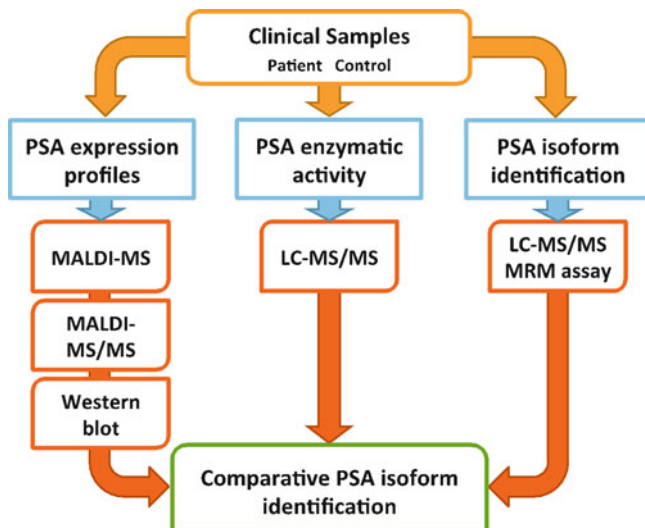 Clinical Samples
Patient Control
PSA expression
profiles
PSA enzymatic
activity
PSA isoform
identification
MALDI-MS
LC-MS/MS
LC-MS/MS
MRM assay
MALDI-
MS/MS
Western
blot
Comparative PSA isoform
identification